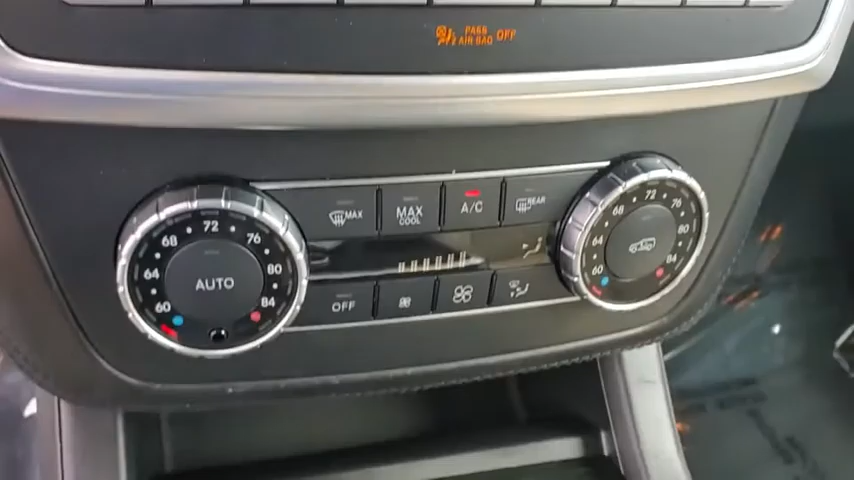 PASS
AIR BAG OFF
MAX
MAX
COOL
A/C
REAR
60 64 68 72 76 80 84
AUTO
60 64 68 72 76 80 84
OFF